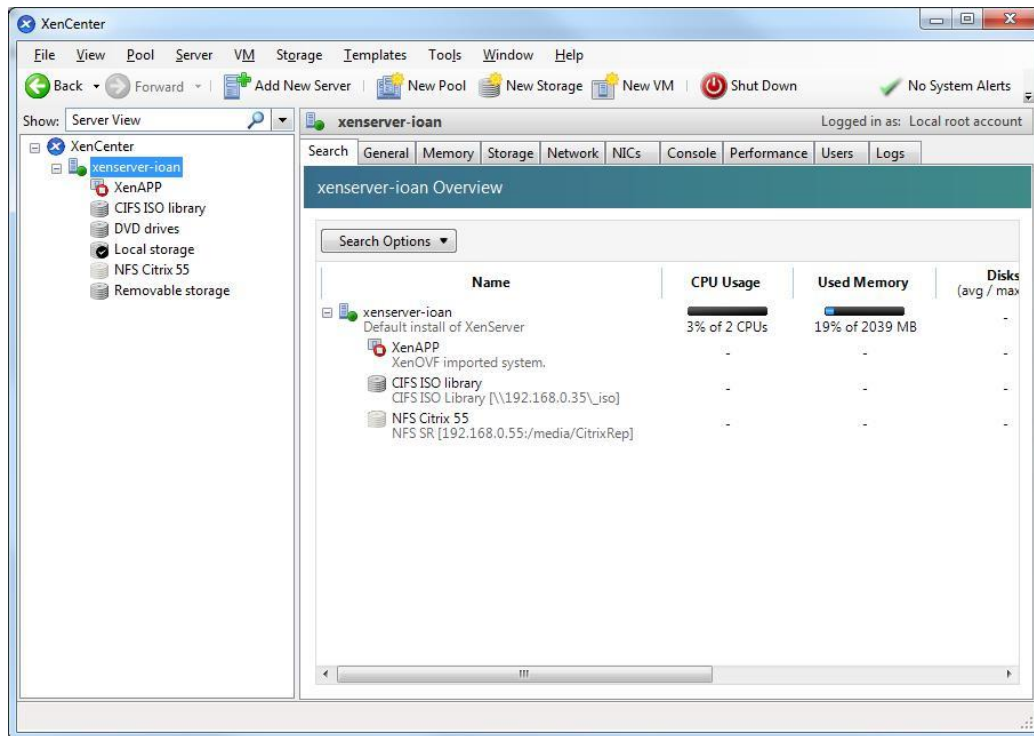 XenCenter
File View Pool Server VM Storage Templates Tools Window Help
Back Forward Add New Server New Pool New Storage New VM Shut Down No System Alerts
Show: Server View
xenserver-ioan Logged in as: Local root account
XenCenter
xenserver-ioan
XenAPP
CIFS ISO library
DVD drives
Local storage
NFS Citrix 55
Removable storage
Search General Memory Storage Network NICs Console Performance Users Logs
xenserver-ioan Overview
Search Options
Name CPU Usage Used Memory Disks
(avg / max
xenserver-ioan
Default install of XenServer 3% of 2 CPUs 19% of 2039 MB -
XenAPP
XenOVF imported system. - - -
CIFS ISO library
CIFS ISO Library [\\192.168.0.35\_iso] - - -
NFS Citrix 55
NFS SR [192.168.0.55:/media/CitrixRep] - - -